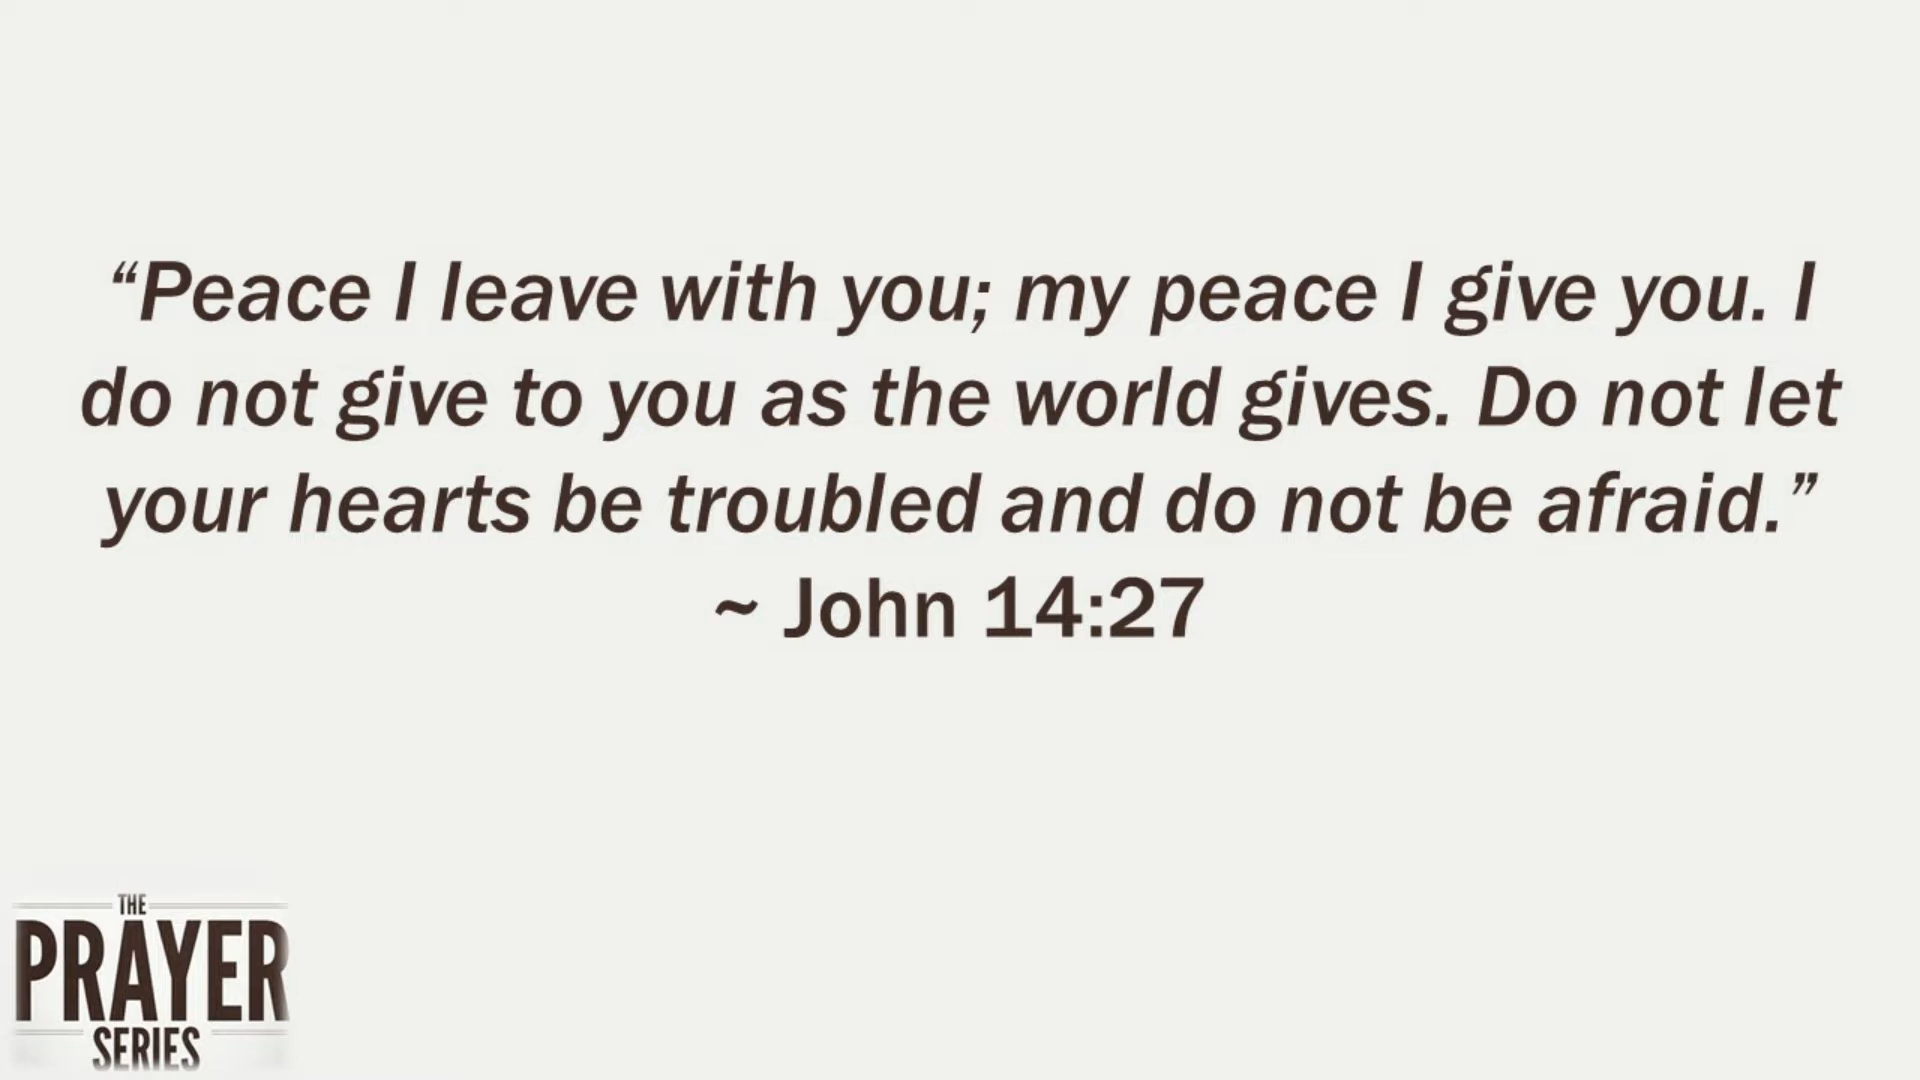 “Peace I leave with you; my peace I give you. I
do not give to you as the world gives. Do not let
your hearts be troubled and do not be afraid.”
~ John 14:27
THE
PRAYER
SERIES